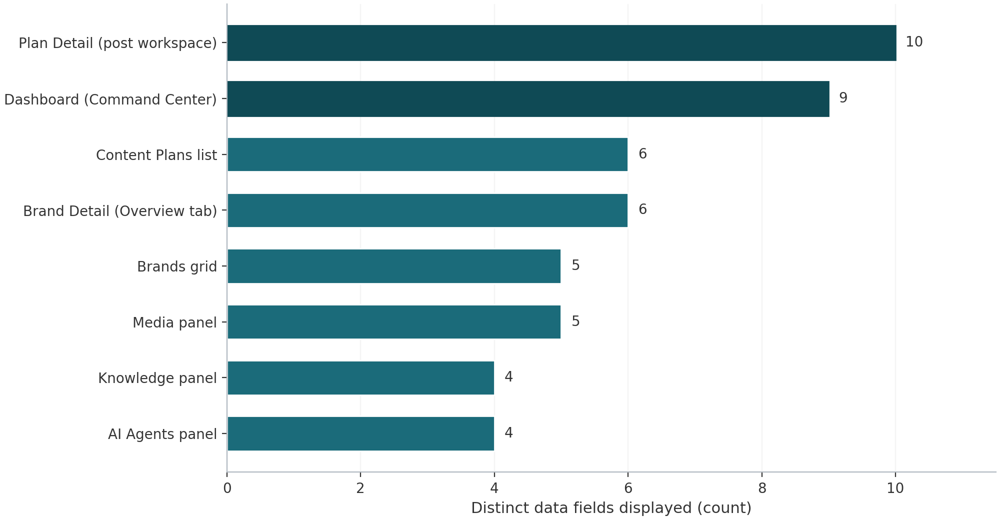 Plan Detail (post workspace) 10
Dashboard (Command Center) 9
Content Plans list 6
Brand Detail (Overview tab) 6
Brands grid 5
Media panel 5
Knowledge panel 4
AI Agents panel 4
0 2 4 6 8 10
Distinct data fields displayed (count)